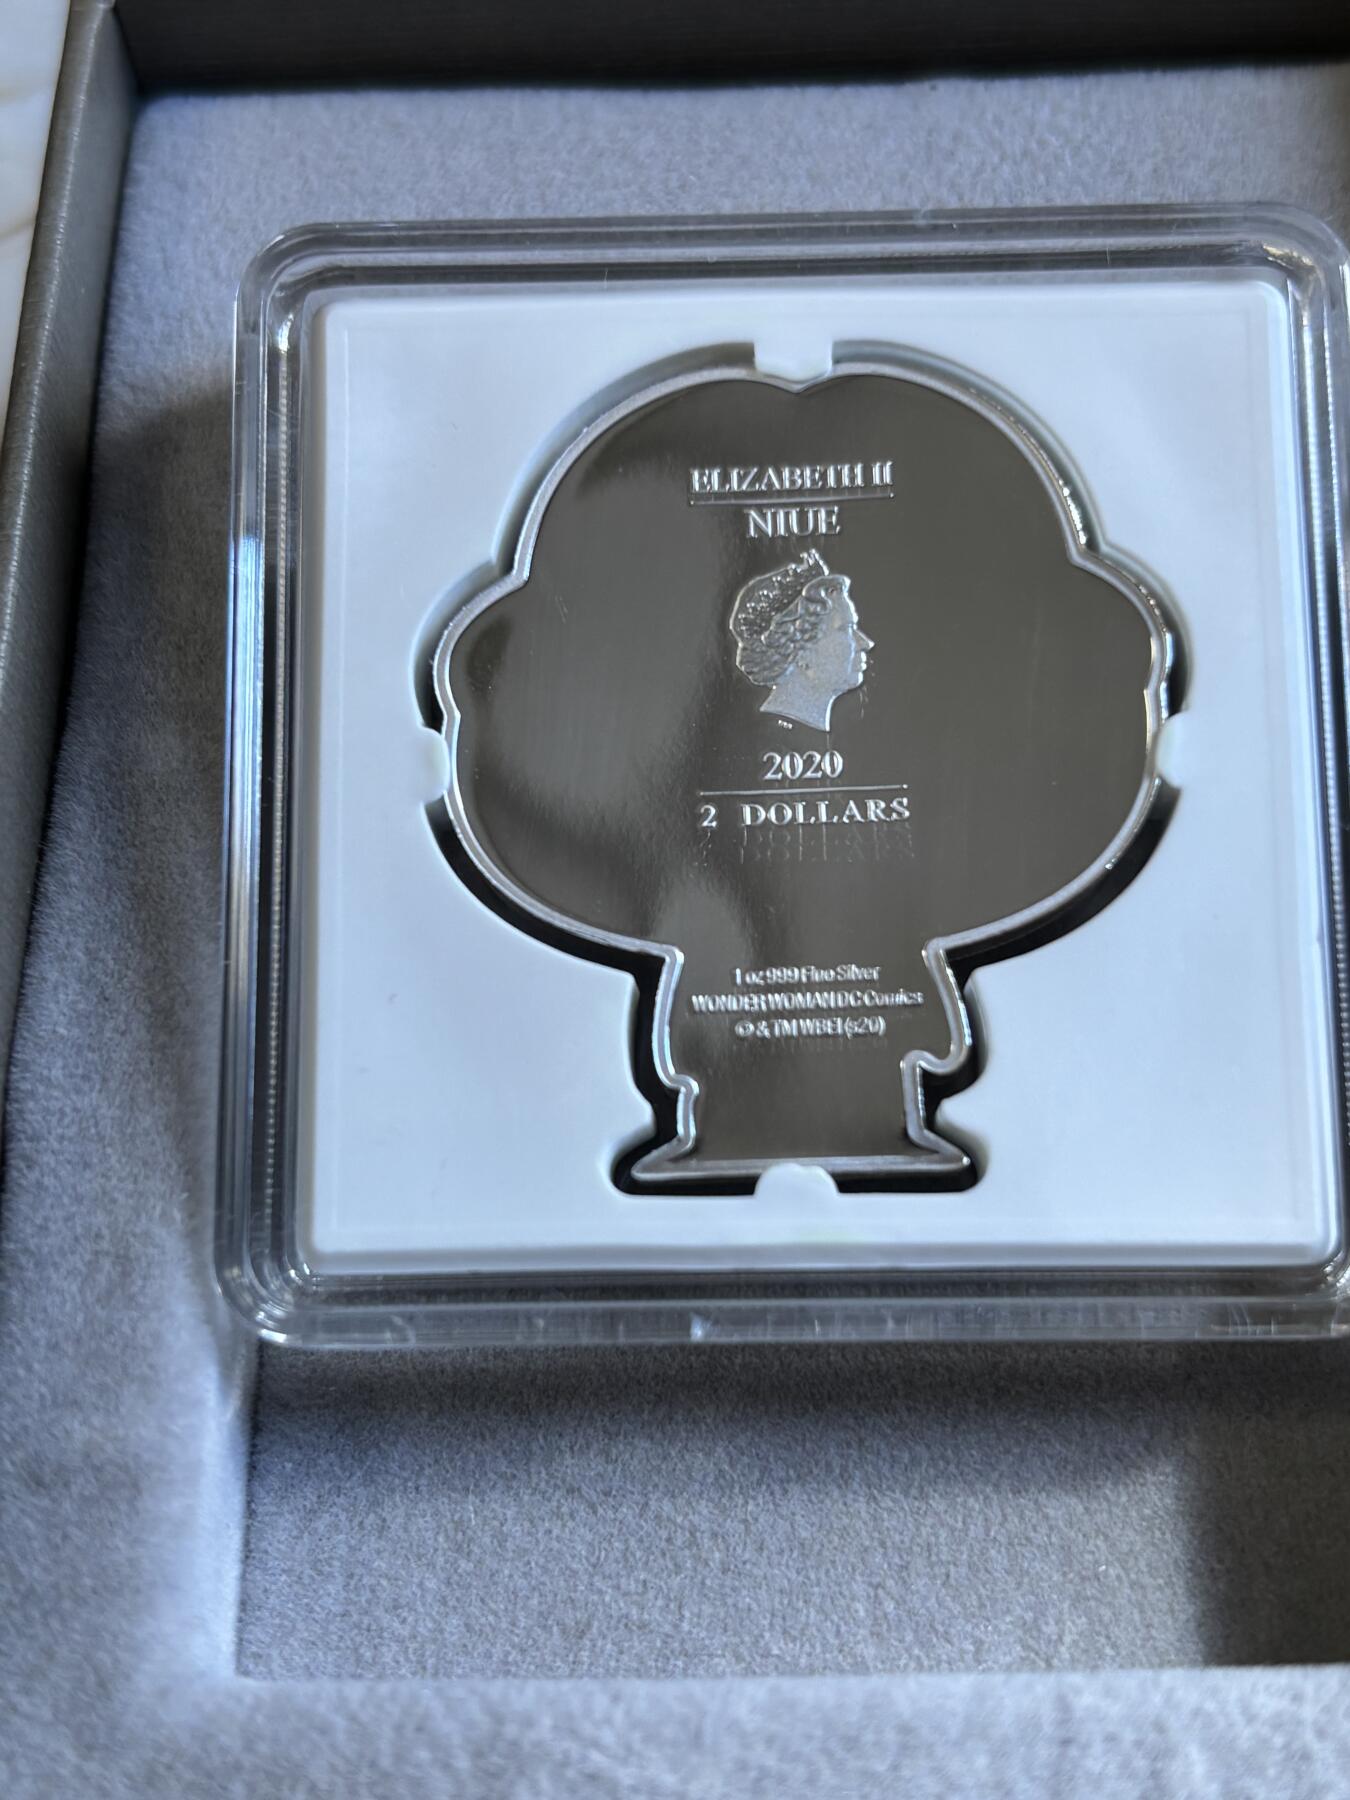 ELIZABETH II
NIUE
2020
2 DOLLARS
1 oz 999 Fine Silver
WONDER WOMAN DC Comics
© & TM WBEI (s20)